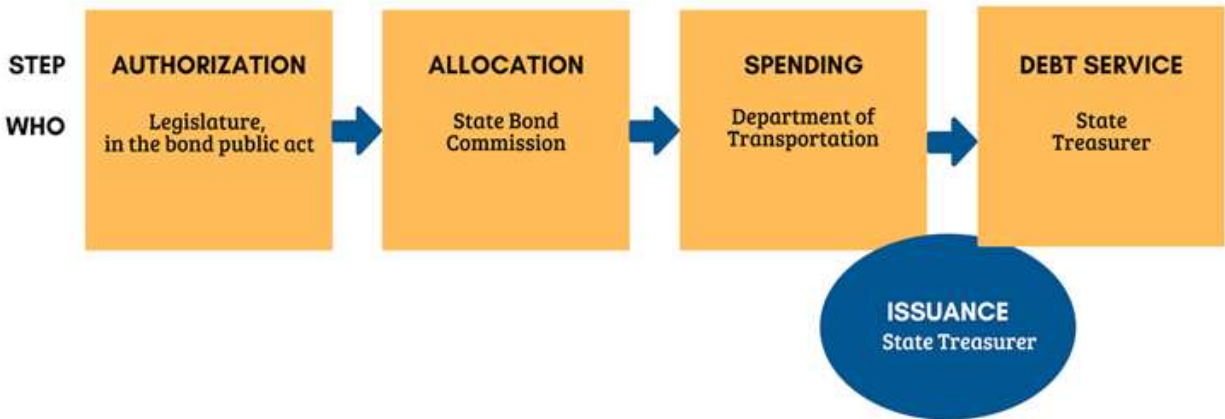 STEP
AUTHORIZATION
ALLOCATION
SPENDING
DEBT SERVICE
WHO
Legislature,
in the bond public act
State Bond
Commission
Department of
Transportation
State
Treasurer
ISSUANCE
State Treasurer